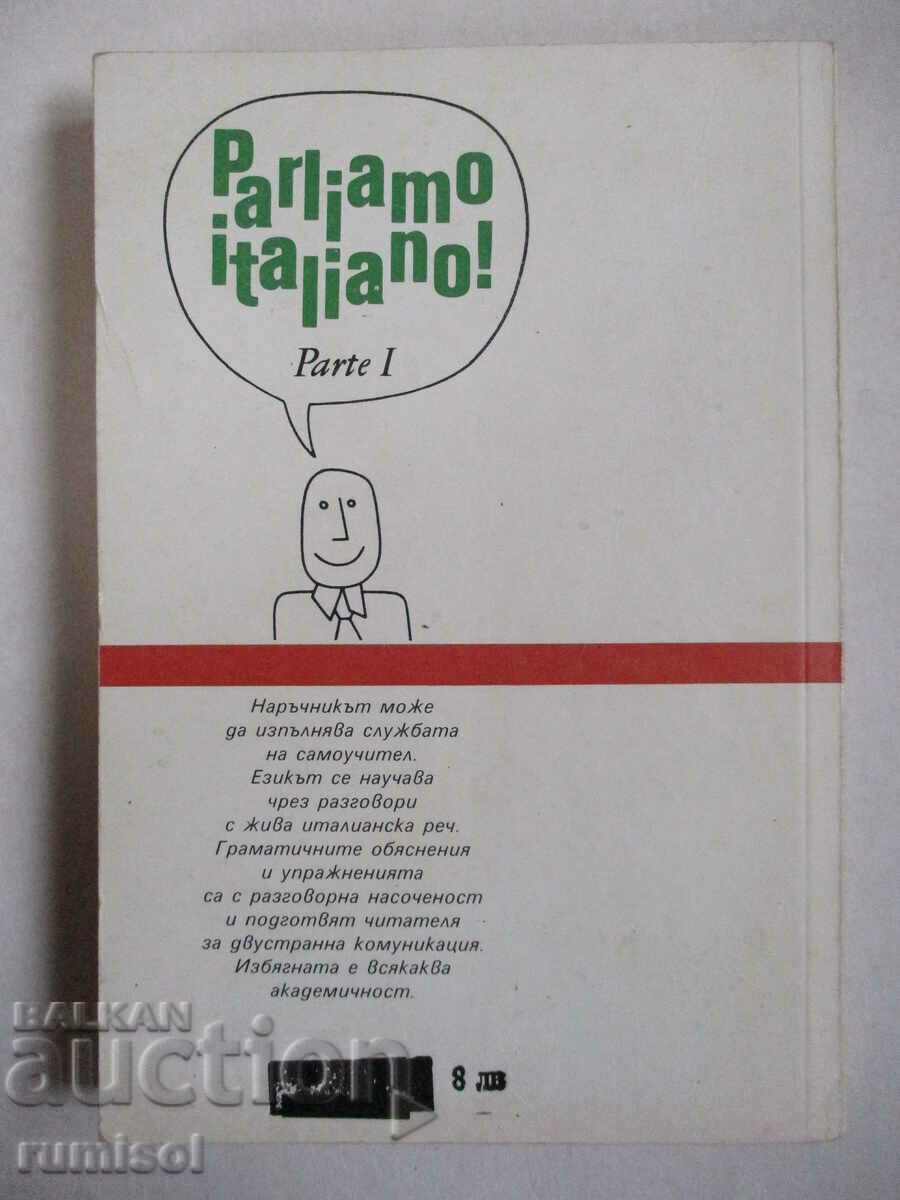 Parliamo
italiano!
Parte I
Наръчникът може
да изпълнява службата
на самоучител.
Езикът се научава
чрез разговори
с жива италианска реч.
Граматичните обяснения
и упражненията
са с разговорна насоченост
и подготвят читателя
за двустранна комуникация.
Избягната е всякаква
академичност.
8 лв
BALKAN
auction
rumisol